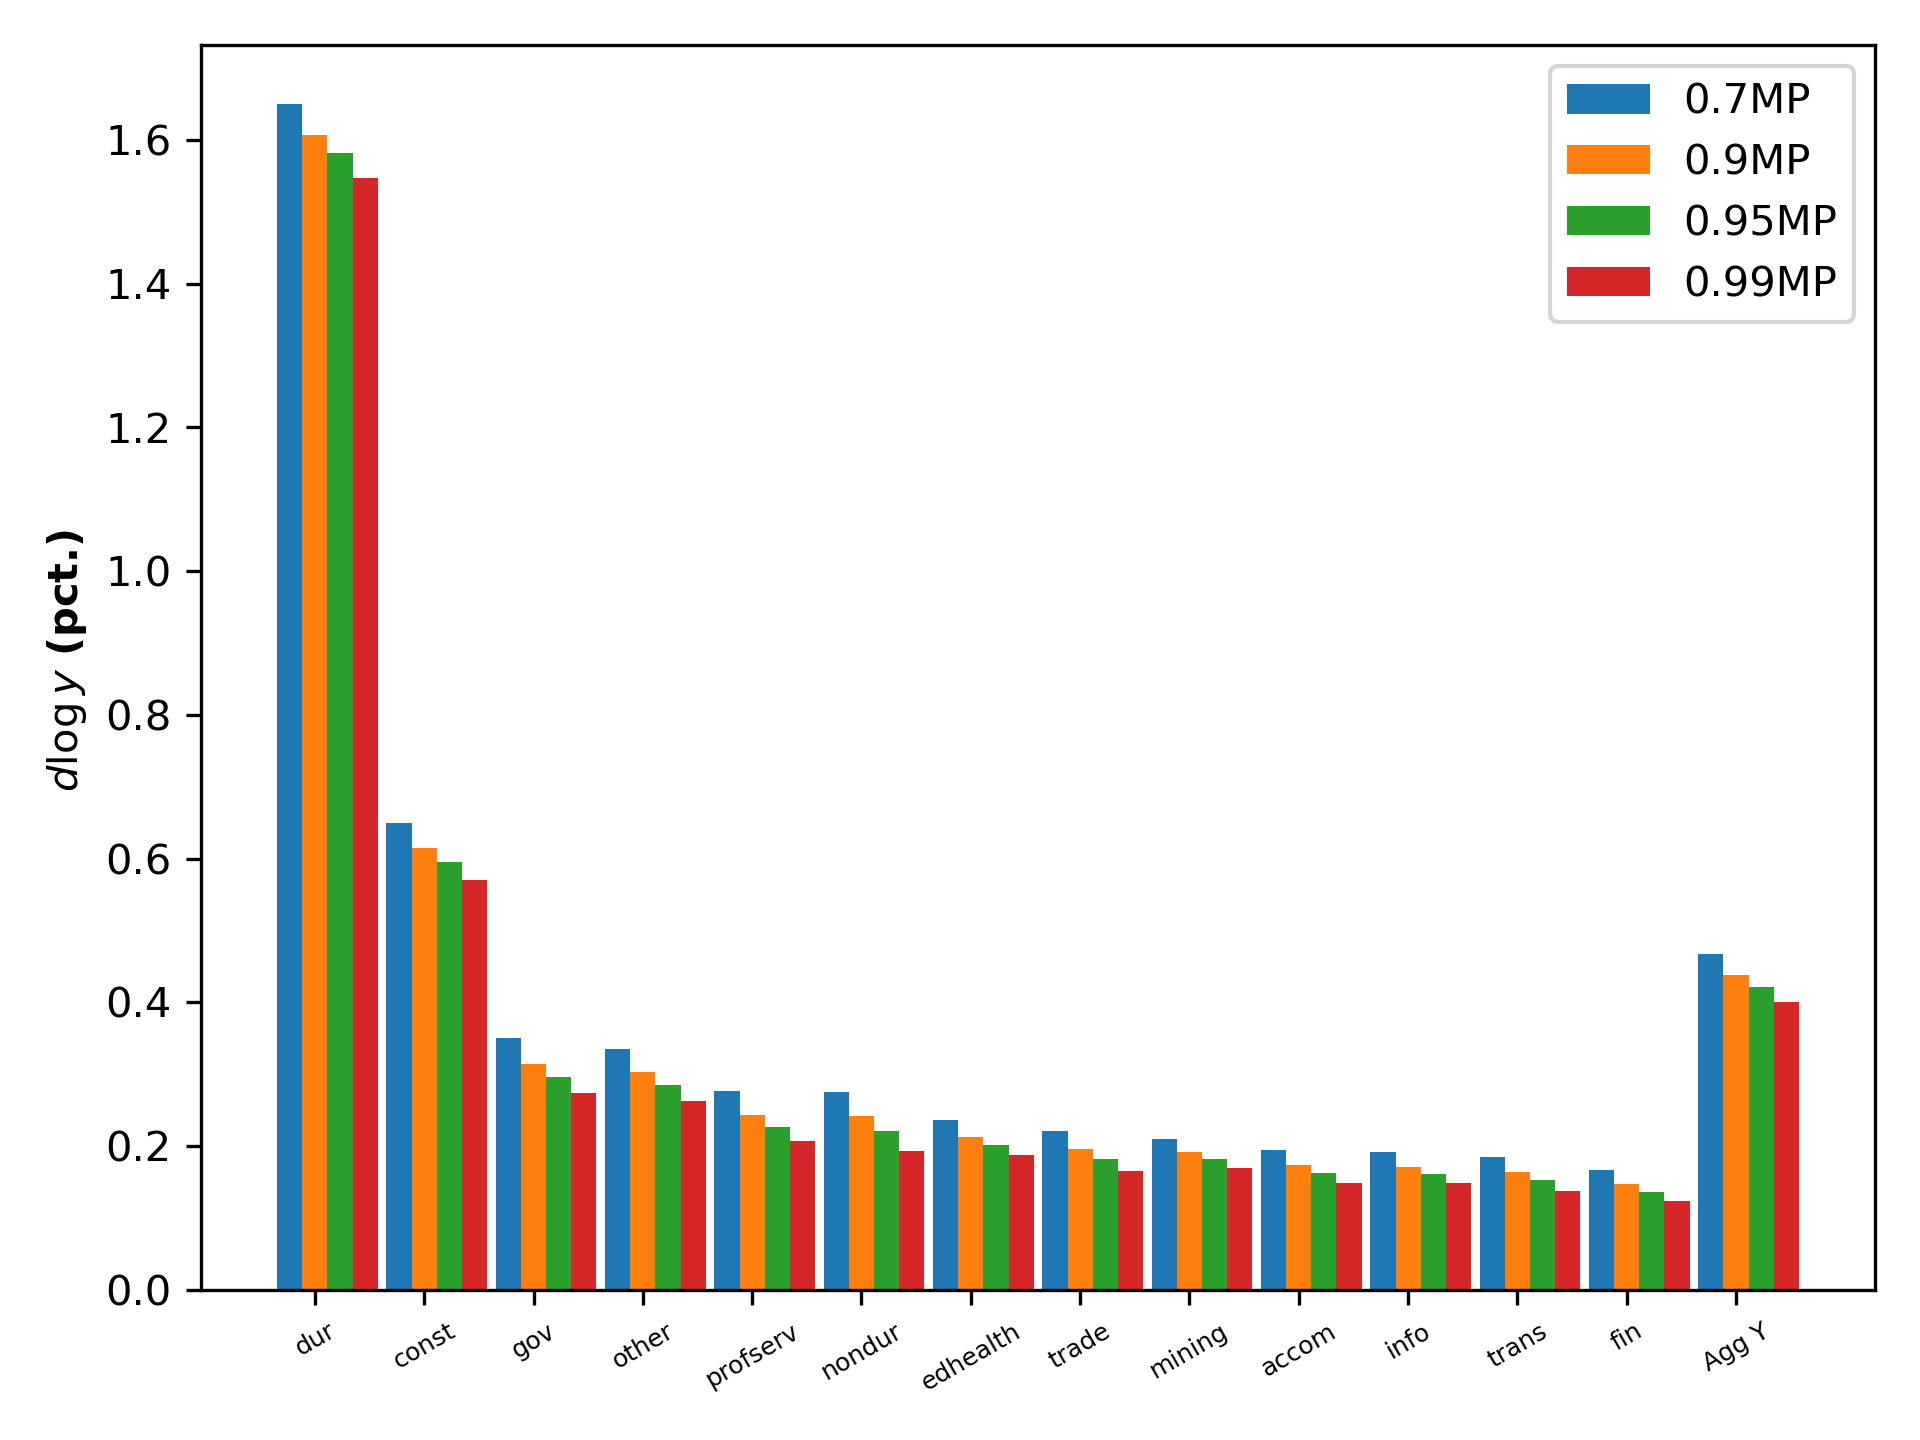 0.7MP
0.9MP
0.95MP
0.99MP
1.6
1.4
1.2
1.0
0.8
0.6
0.4
0.2
0.0
dlog y (pct.)
dur
const
gov
other
profserv
nondur
edhealth
trade
mining
accom
info
trans
fin
Agg Y